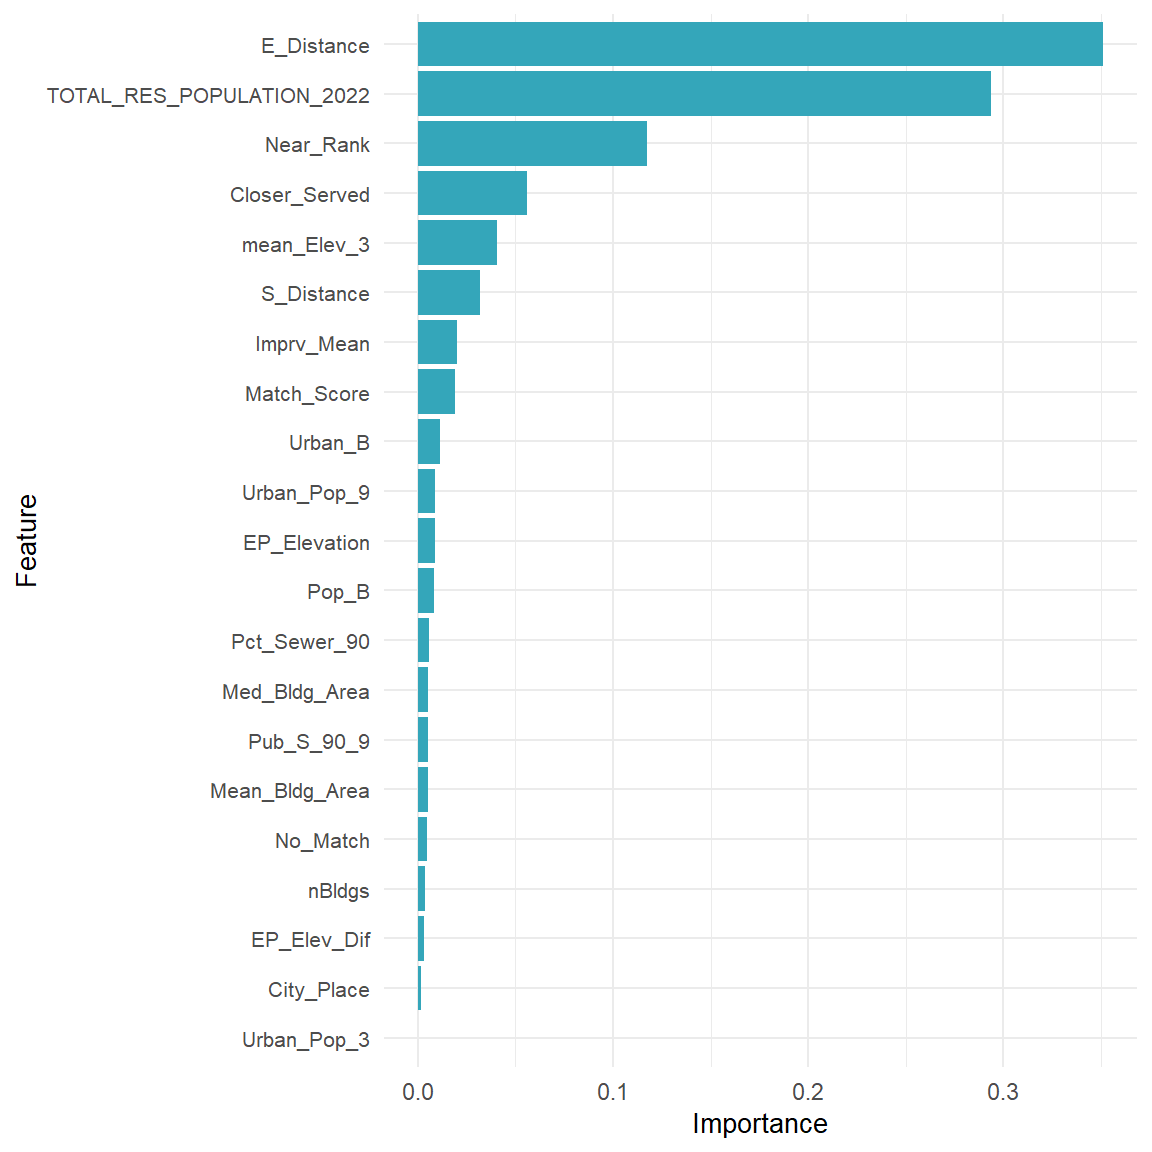 E_Distance
TOTAL_RES_POPULATION_2022
Near_Rank
Closer_Served
mean_Elev_3
S_Distance
Imprv_Mean
Match_Score
Urban_B
Urban_Pop_9
EP_Elevation
Pop_B
Pct_Sewer_90
Med_Bldg_Area
Pub_S_90_9
Mean_Bldg_Area
No_Match
nBldgs
EP_Elev_Dif
City_Place
Urban_Pop_3
Feature
0.0 0.1 0.2 0.3
Importance